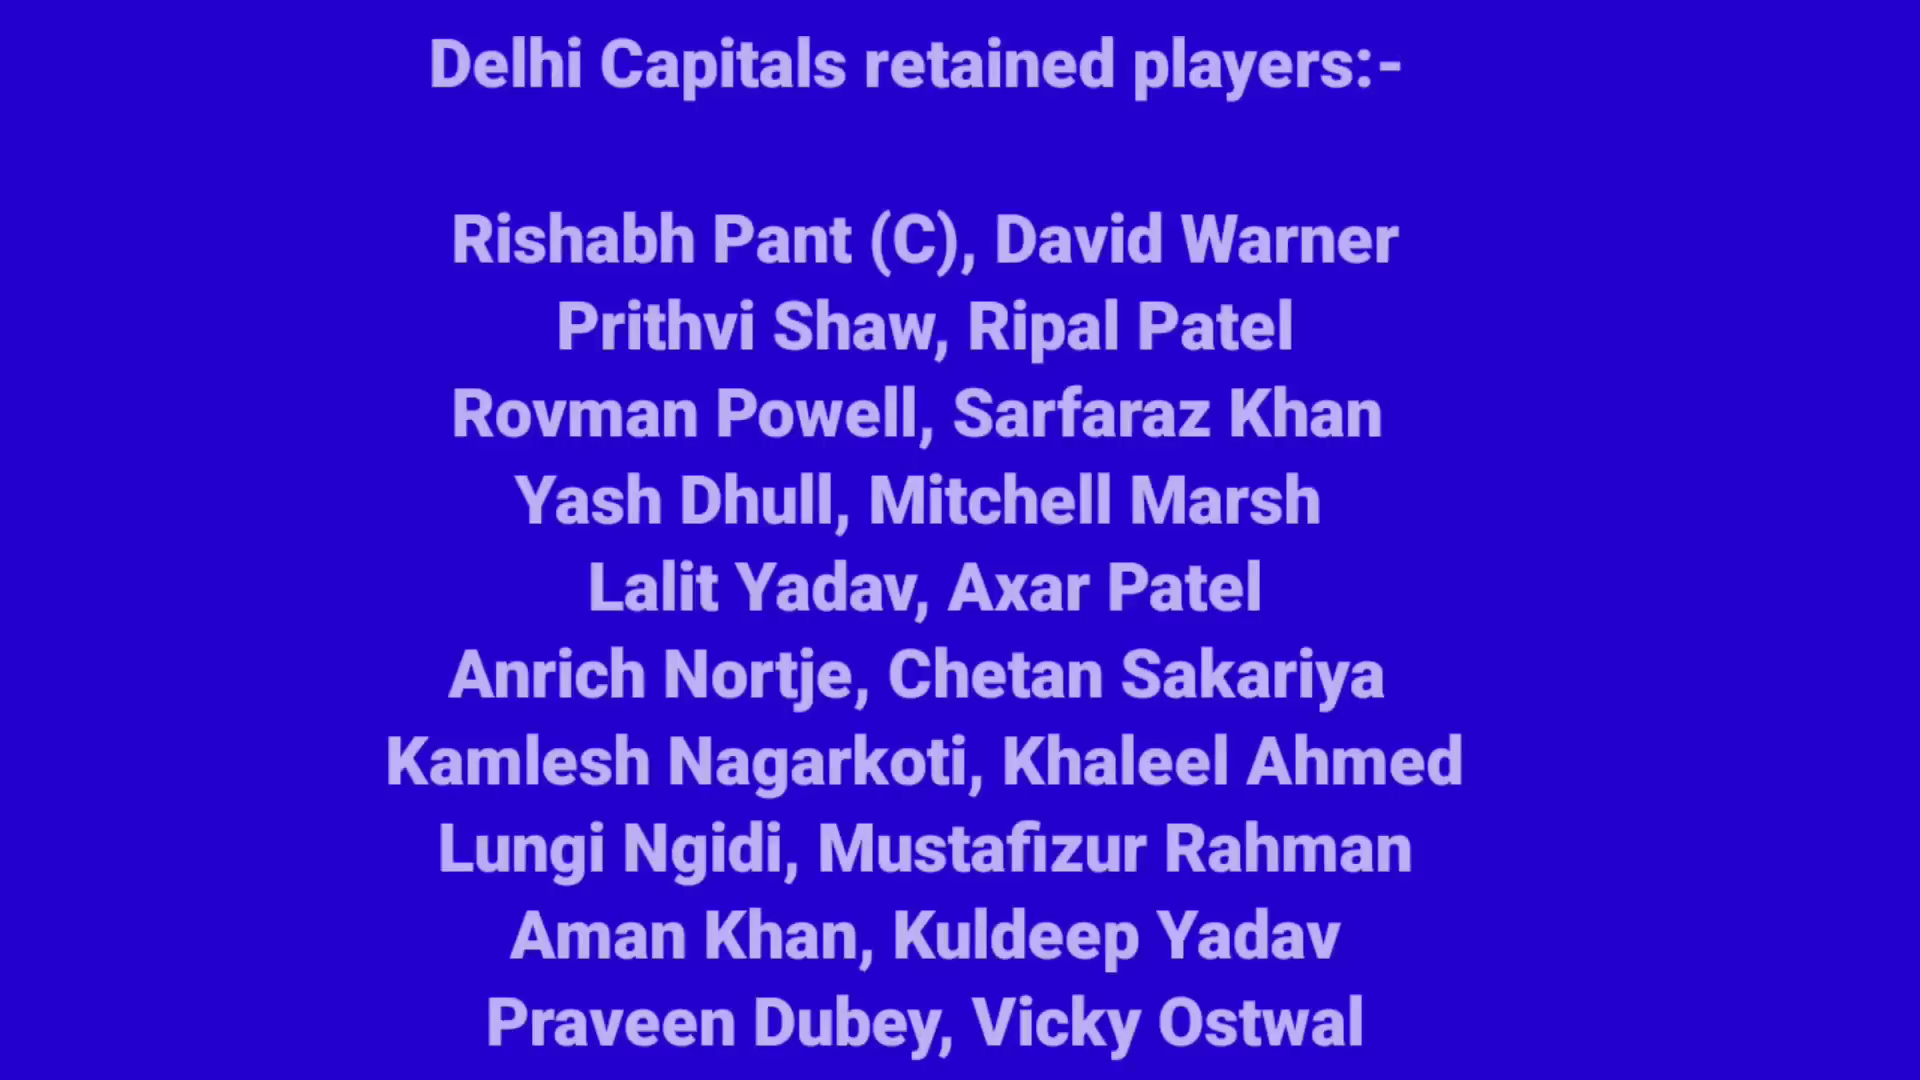 Delhi Capitals retained players:-
Rishabh Pant (C), David Warner
Prithvi Shaw, Ripal Patel
Rovman Powell, Sarfaraz Khan
Yash Dhull, Mitchell Marsh
Lalit Yadav, Axar Patel
Anrich Nortje, Chetan Sakariya
Kamlesh Nagarkoti, Khaleel Ahmed
Lungi Ngidi, Mustafizur Rahman
Aman Khan, Kuldeep Yadav
Praveen Dubey, Vicky Ostwal